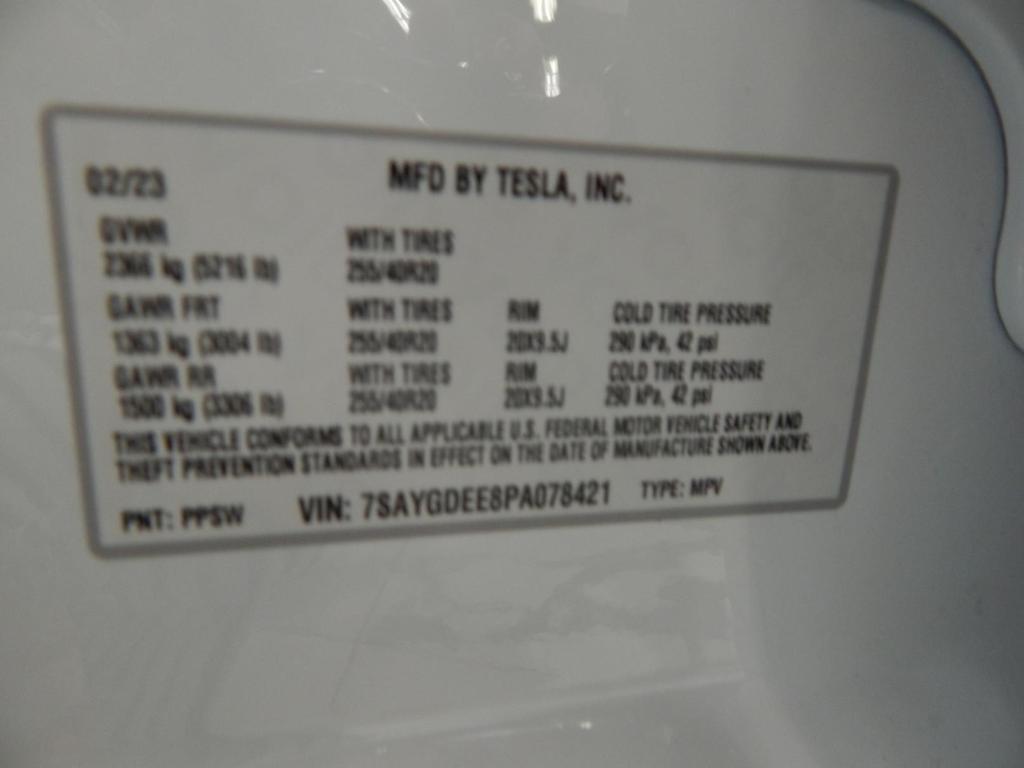 02/23 MFD BY TESLA, INC.
GVWR WITH TIRES
2366 kg (5216 lb) 255/40R20
GAWR FRT WITH TIRES RIM COLD TIRE PRESSURE
1363 kg (3004 lb) 255/40R20 20X9.5J 290 kPa, 42 psi
GAWR RR WITH TIRES RIM COLD TIRE PRESSURE
1500 kg (3306 lb) 255/40R20 20X9.5J 290 kPa, 42 psi
THIS VEHICLE CONFORMS TO ALL APPLICABLE U.S. FEDERAL MOTOR VEHICLE SAFETY AND
THEFT PREVENTION STANDARDS IN EFFECT ON THE DATE OF MANUFACTURE SHOWN ABOVE.
PNT: PPSW VIN: 7SAYGDEE8PA078421 TYPE: MPV